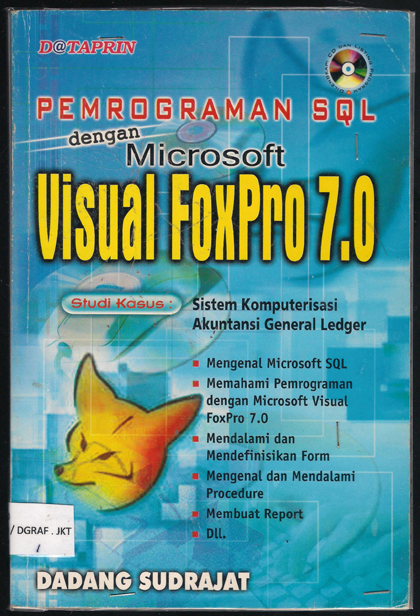 D@TAPRIN
PEMROGRAMAN SQL
dengan
Microsoft
Visual FoxPro 7.0
Studi Kasus :
Sistem Komputerisasi
Akuntansi General Ledger
Mengenal Microsoft SQL
Memahami Pemrograman
dengan Microsoft Visual
FoxPro 7.0
Mendalami dan
Mendefinisikan Form
Mengenal dan Mendalami
Procedure
Membuat Report
Dll.
/ DGRAF . JKT
DADANG SUDRAJAT